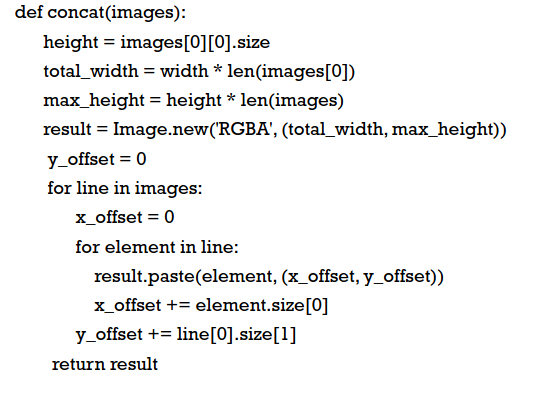 def concat(images):
height = images[0][0].size
total_width = width * len(images[0])
max_height = height * len(images)
result = Image.new('RGBA', (total_width, max_height))
y_offset = 0
for line in images:
x_offset = 0
for element in line:
result.paste(element, (x_offset, y_offset))
x_offset += element.size[0]
y_offset += line[0].size[1]
return result